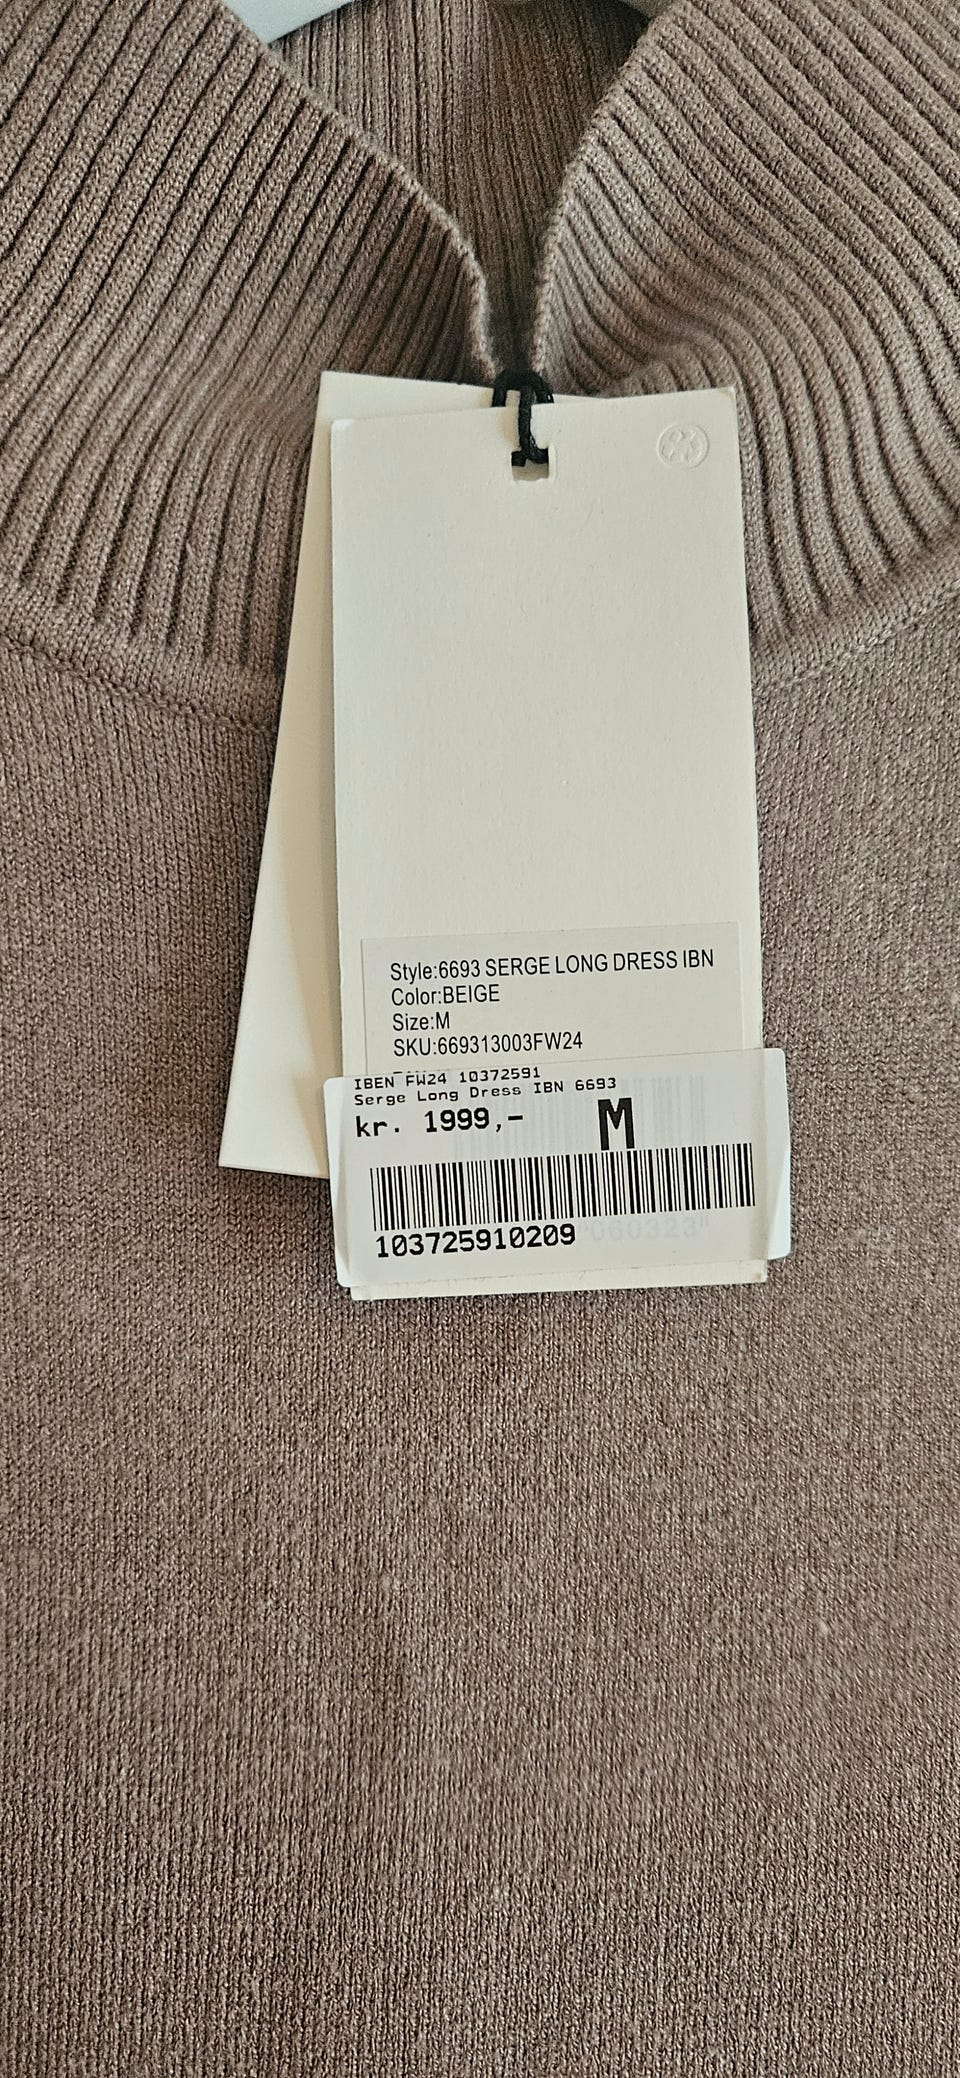 Style:6693 SERGE LONG DRESS IBN
Color:BEIGE
Size:M
SKU:669313003FW24
IBEN FW24 10372591
Serge Long Dress IBN 6693
kr. 1999,-
M
103725910209
060323"